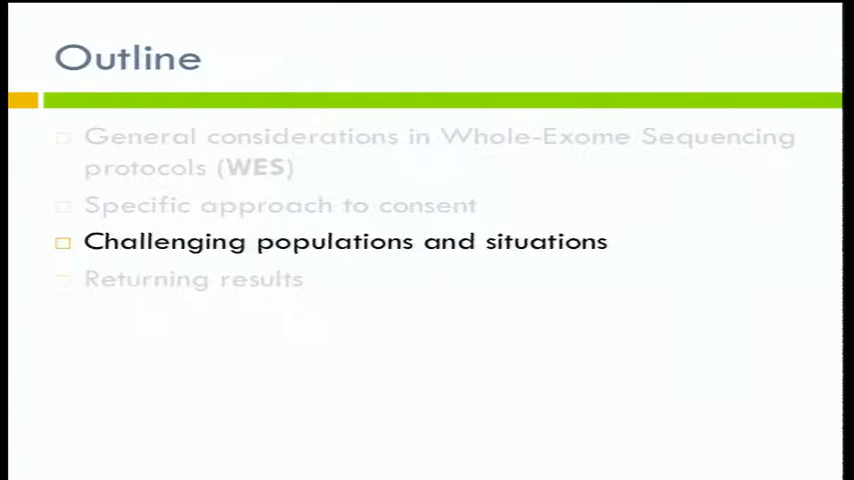 Outline
General considerations in Whole-Exome Sequencing
protocols (WES)
Specific approach to consent
Challenging populations and situations
Returning results